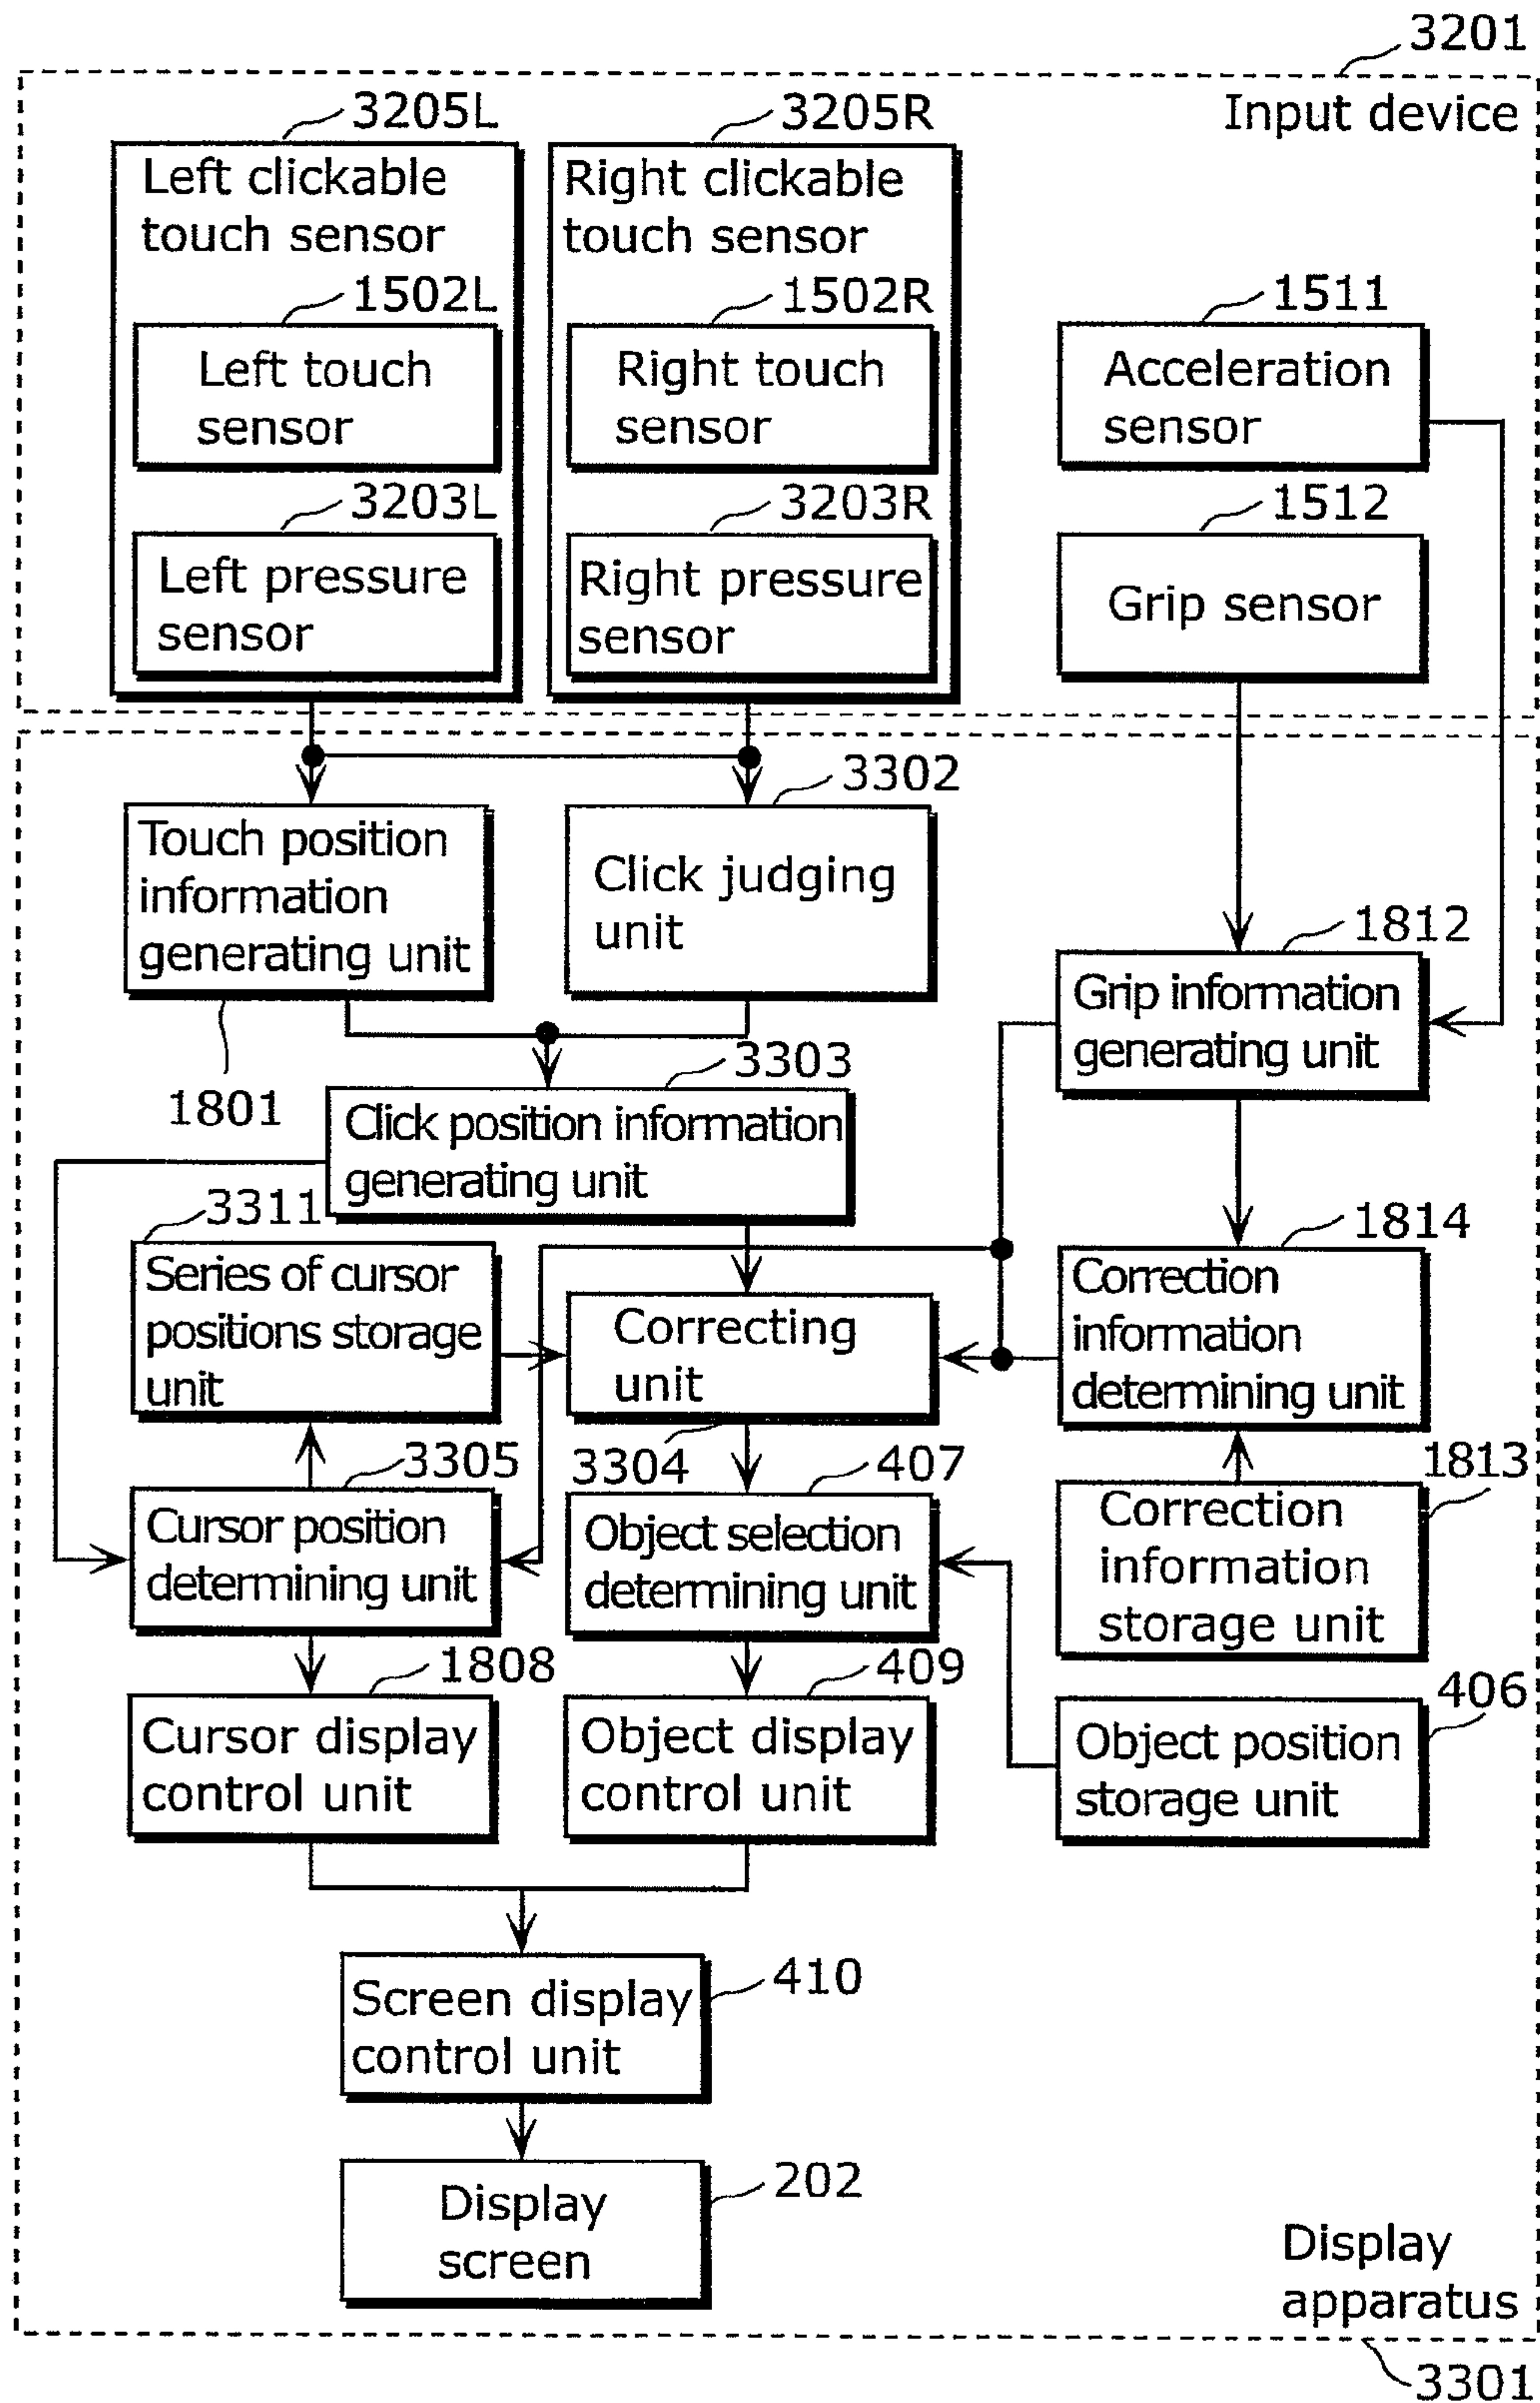 3201
Input device
3205L
3205R
Left clickable
touch sensor
Right clickable
touch sensor
1502L
1502R
1511
Left touch
sensor
Right touch
sensor
Acceleration
sensor
3203L
3203R
1512
Left pressure
sensor
Right pressure
sensor
Grip sensor
3302
Touch position
information
generating unit
Click judging
unit
1812
Grip information
generating unit
1801
3303
Click position information
generating unit
3311
1814
Series of cursor
positions storage
unit
Correcting
unit
Correction
information
determining unit
3305
3304
407
1813
Cursor position
determining unit
Object selection
determining unit
Correction
information
storage unit
1808
409
406
Cursor display
control unit
Object display
control unit
Object position
storage unit
410
Screen display
control unit
202
Display
screen
Display
apparatus
3301